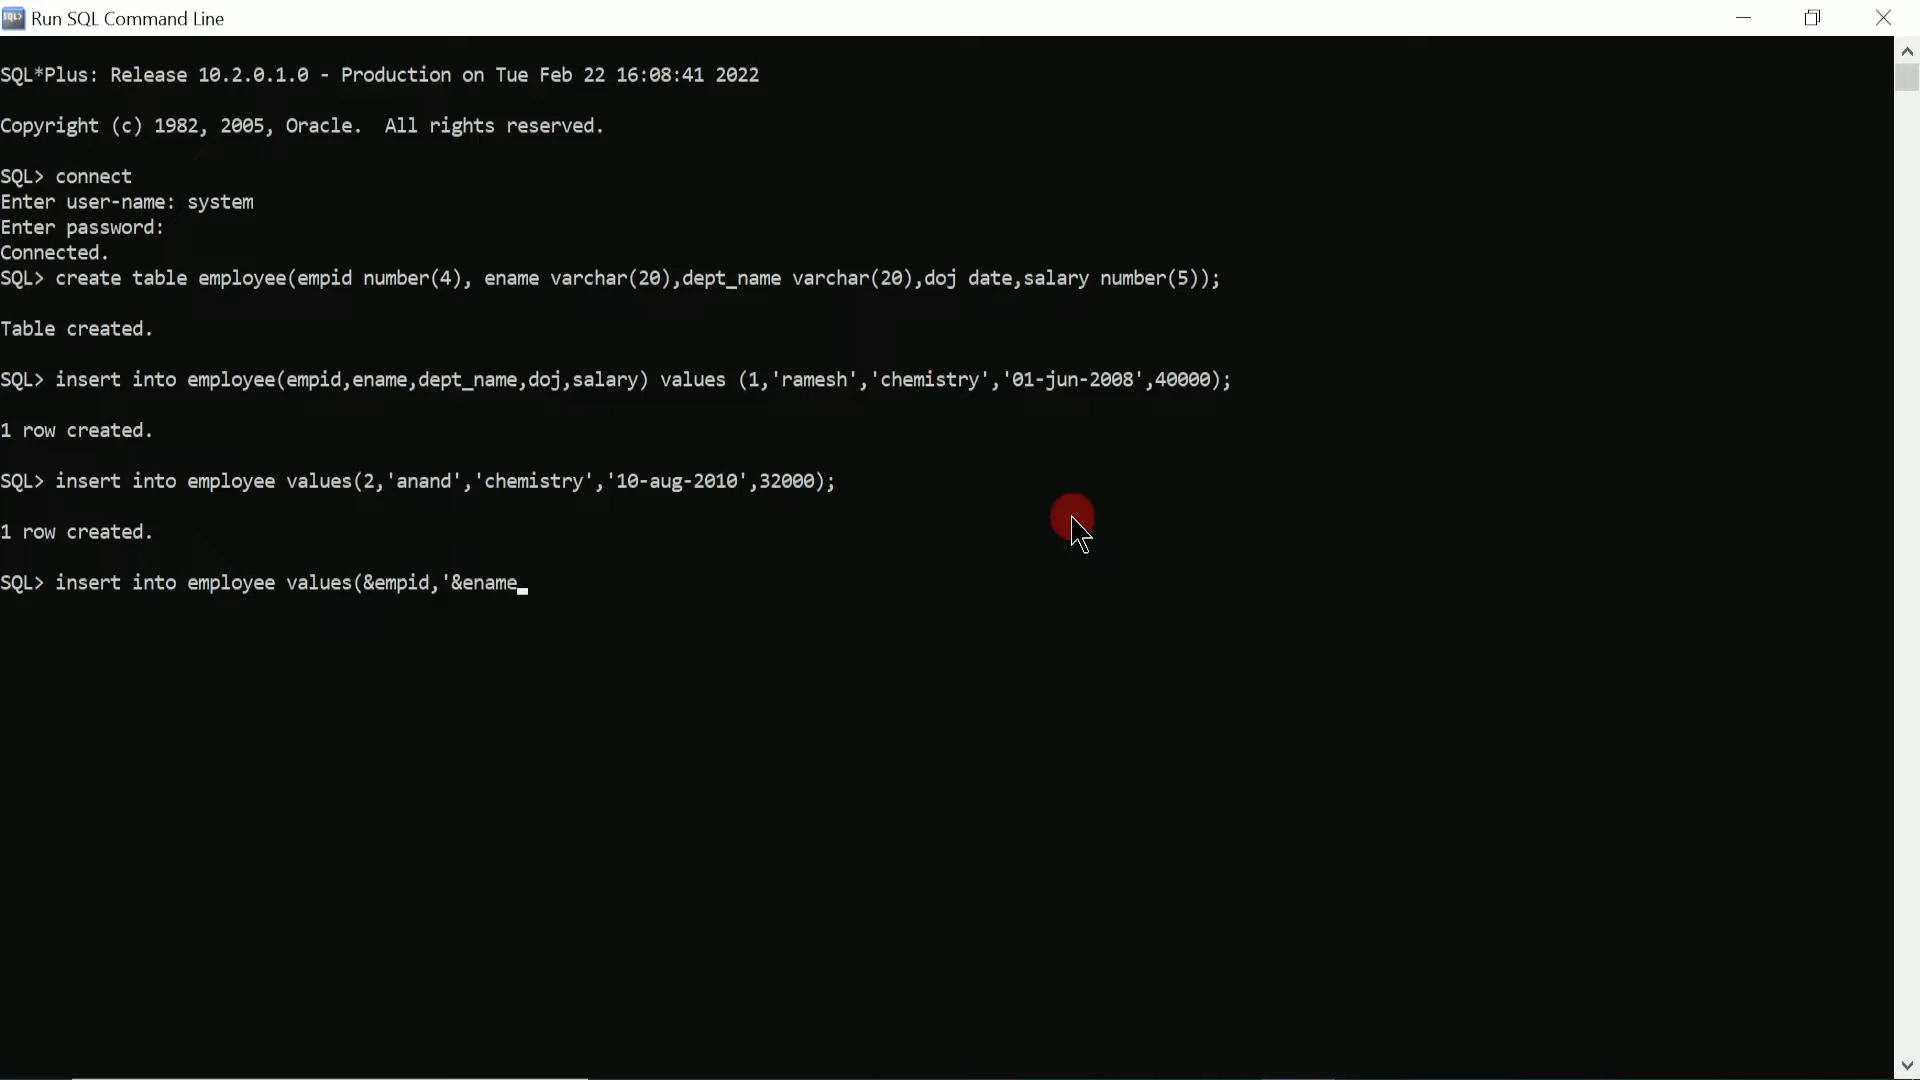 Run SQL Command Line
SQL*Plus: Release 10.2.0.1.0 - Production on Tue Feb 22 16:08:41 2022
Copyright (c) 1982, 2005, Oracle.  All rights reserved.
SQL> connect
Enter user-name: system
Enter password:
Connected.
SQL> create table employee(empid number(4), ename varchar(20),dept_name varchar(20),doj date,salary number(5));
Table created.
SQL> insert into employee(empid,ename,dept_name,doj,salary) values (1,'ramesh','chemistry','01-jun-2008',40000);
1 row created.
SQL> insert into employee values(2,'anand','chemistry','10-aug-2010',32000);
1 row created.
SQL> insert into employee values(&empid,'&ename